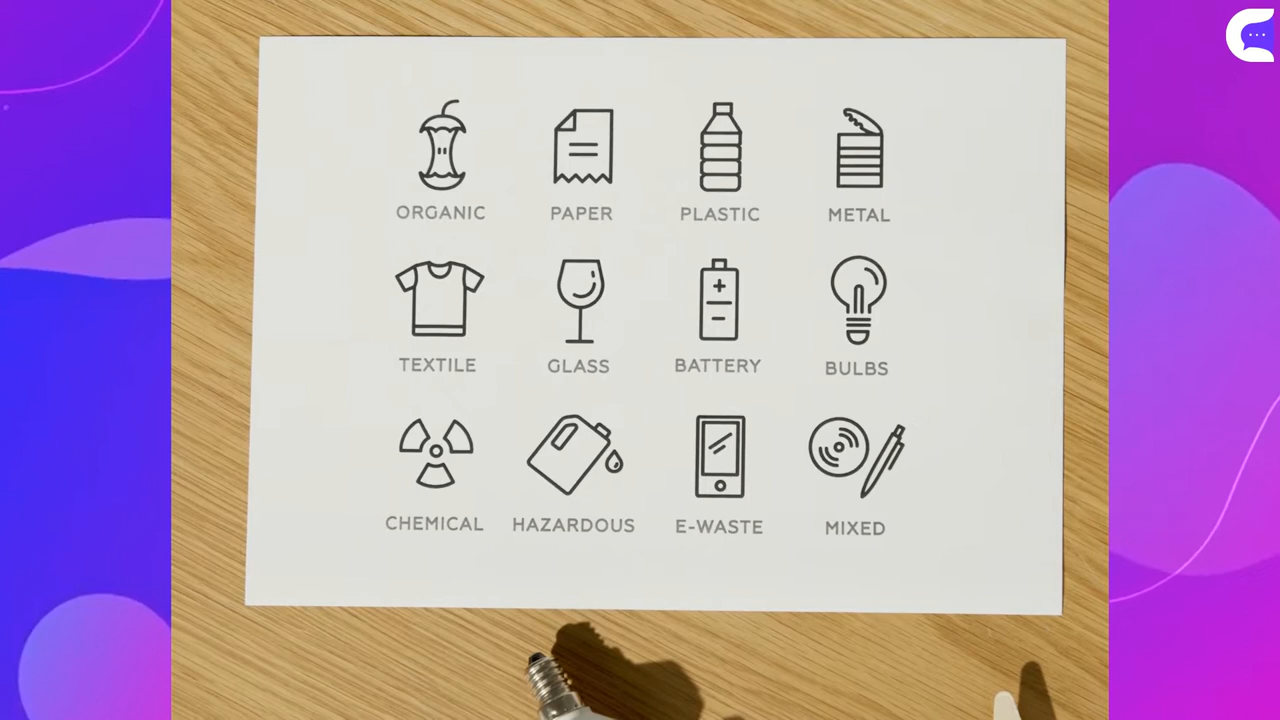 ORGANIC PAPER PLASTIC METAL
TEXTILE GLASS BATTERY BULBS
CHEMICAL HAZARDOUS E-WASTE MIXED